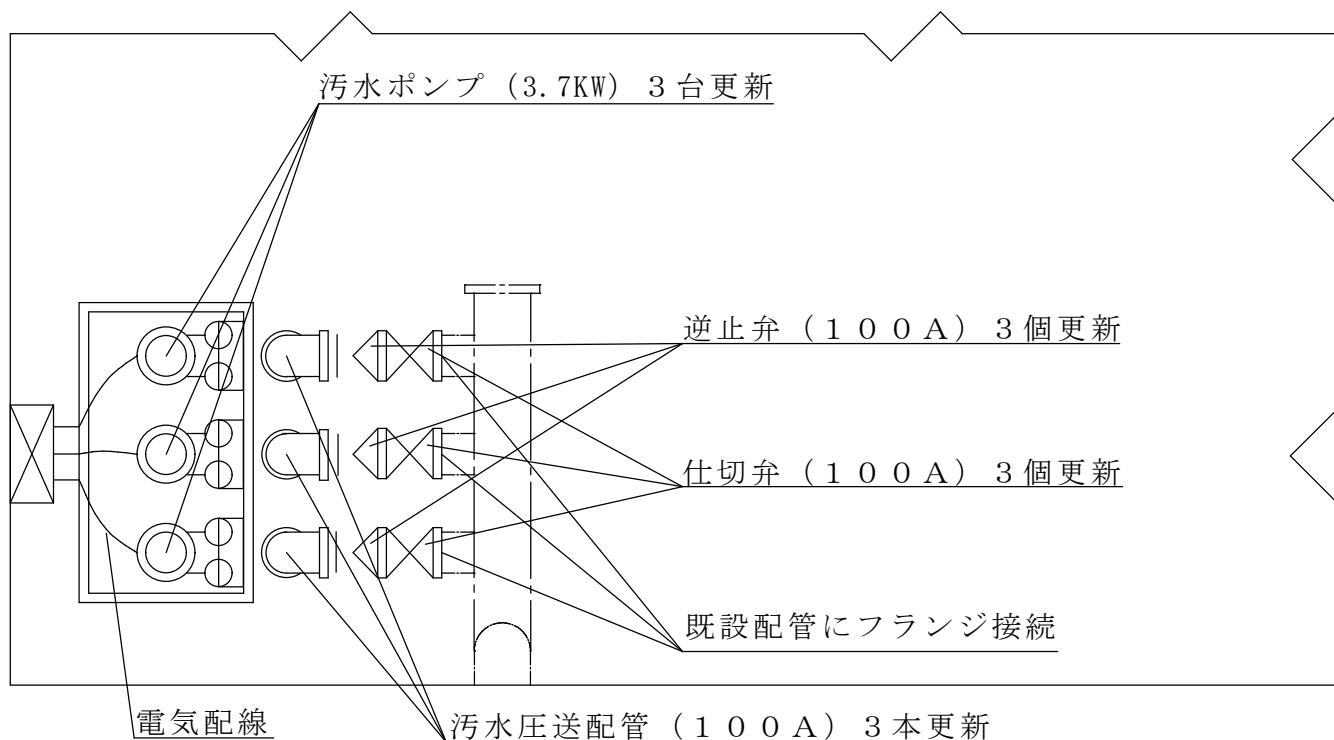 汚水ポンプ（3.7KW）３台更新
逆止弁（１００Ａ）３個更新
仕切弁（１００Ａ）３個更新
既設配管にフランジ接続
電気配線
汚水圧送配管（１００Ａ）３本更新